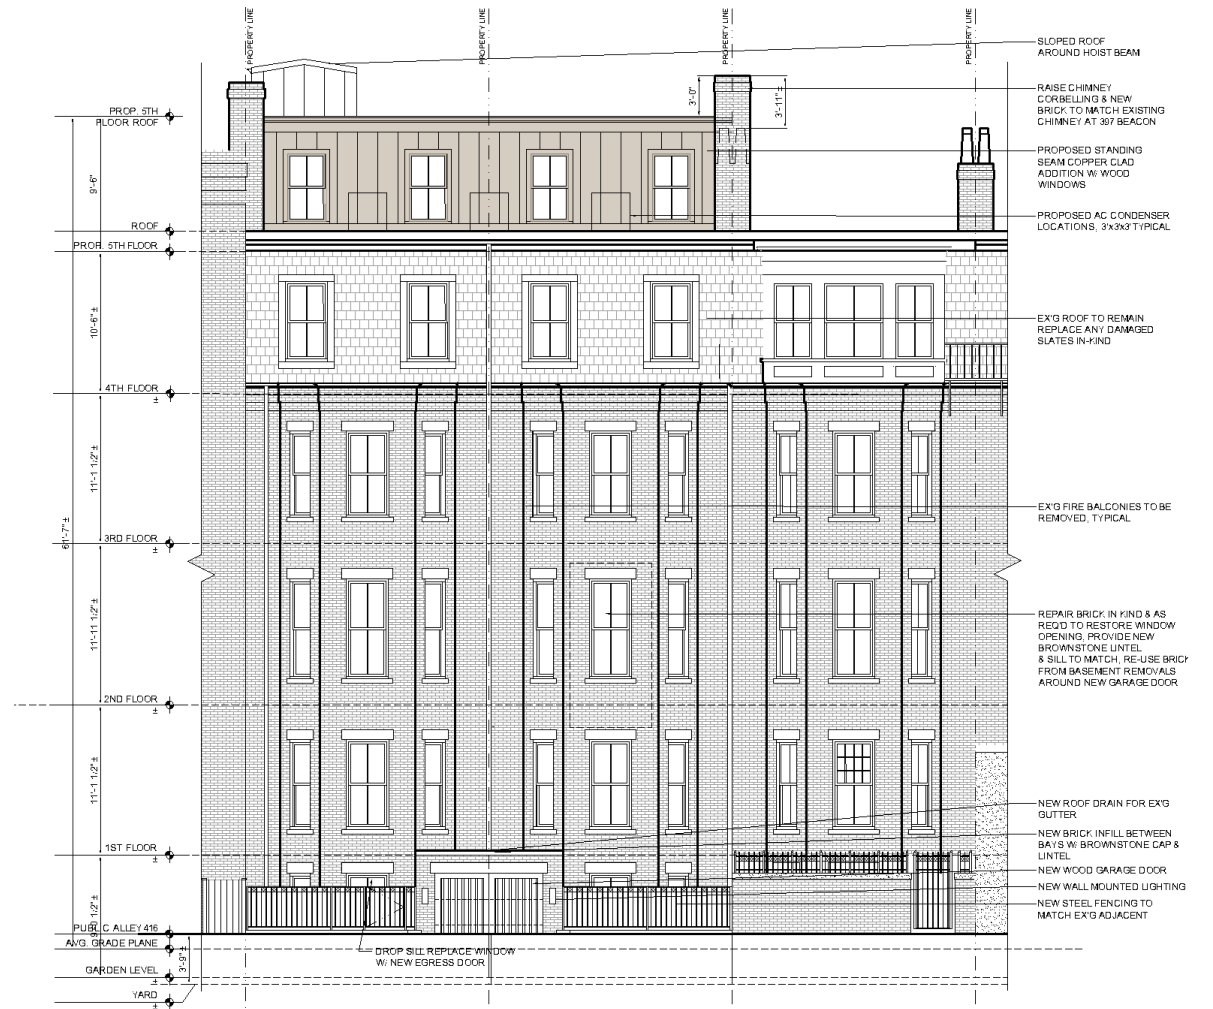 PROPERTY LINE
PROPERTY LINE
PROPERTY LINE
PROPERTY LINE
SLOPED ROOF
AROUND HOIST BEAM
RAISE CHIMNEY
CORBELLING & NEW
BRICK TO MATCH EXISTING
CHIMNEY AT 397 BEACON
3'-0"
3'-11" ±
PROP. 5TH
FLOOR ROOF
PROPOSED STANDING
SEAM COPPER CLAD
ADDITION W/ WOOD
WINDOWS
9'-6"
PROPOSED AC CONDENSER
LOCATIONS, 3'x3'x3' TYPICAL
ROOF
PROP. 5TH FLOOR
10'-6" ±
EX'G ROOF TO REMAIN
REPLACE ANY DAMAGED
SLATES IN-KIND
4TH FLOOR
±
11'-1 1/2" ±
EX'G FIRE BALCONIES TO BE
REMOVED, TYPICAL
61'-7" ±
3RD FLOOR
±
11'-11 1/2" ±
REPAIR BRICK IN KIND & AS
REQ'D TO RESTORE WINDOW
OPENING, PROVIDE NEW
BROWNSTONE LINTEL
& SILL TO MATCH, RE-USE BRICK
FROM BASEMENT REMOVALS
AROUND NEW GARAGE DOOR
2ND FLOOR
±
11'-1 1/2" ±
NEW ROOF DRAIN FOR EX'G
GUTTER
NEW BRICK INFILL BETWEEN
BAYS W/ BROWNSTONE CAP &
LINTEL
1ST FLOOR
±
NEW WOOD GARAGE DOOR
NEW WALL MOUNTED LIGHTING
NEW STEEL FENCING TO
MATCH EX'G ADJACENT
1/2" ±
PUBLIC ALLEY 416
AVG. GRADE PLANE
3'-9" ±
DROP SILL REPLACE WINDOW
W/ NEW EGRESS DOOR
GARDEN LEVEL
±
YARD
±